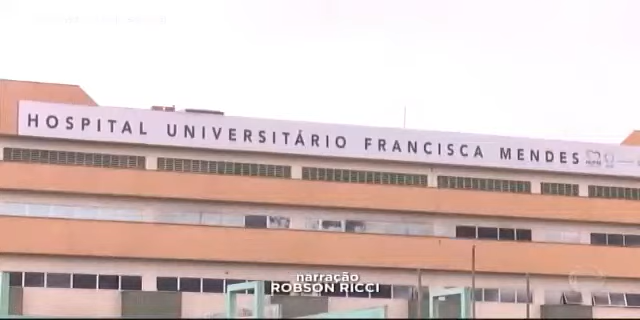 HOSPITAL UNIVERSITÁRIO FRANCISCA MENDES
narração
ROBSON RICCI